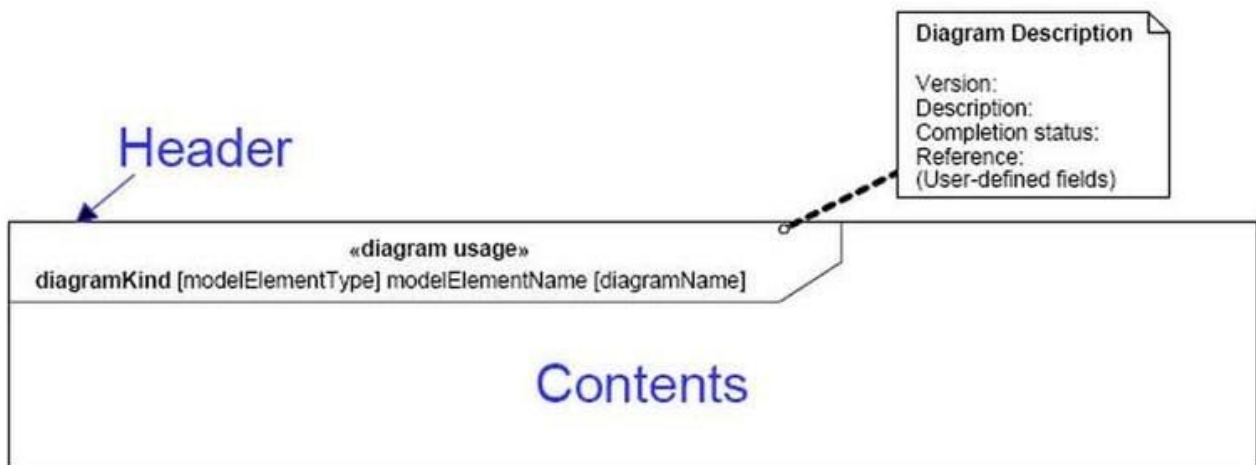 Diagram Description
Version:
Description:
Completion status:
Reference:
(User-defined fields)
Header
«diagram usage»
diagramKind [modelElementType] modelElementName [diagramName]
Contents